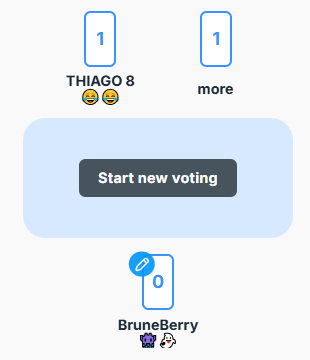 1
1
THIAGO 8
😂😂
more
Start new voting
0
BruneBerry
👾👻